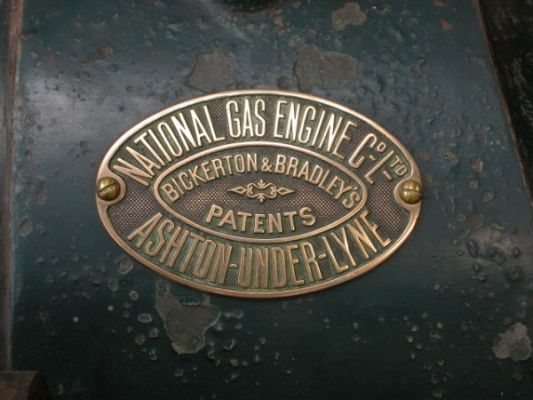 NATIONAL GAS ENGINE Co. LTD
BICKERTON & BRADLEY'S
PATENTS
ASHTON-UNDER-LYNE